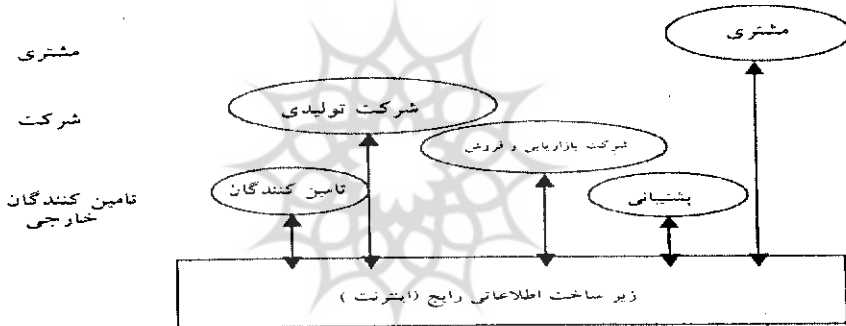 مشتری
مشتری
شرکت تولیدی
شرکت
شرکت بازاریابی و فروش
تامین کنندگان
پشتیبانی
تامین کنندگان
خارجی
زیر ساخت اطلاعاتی رایج (اینترنت )